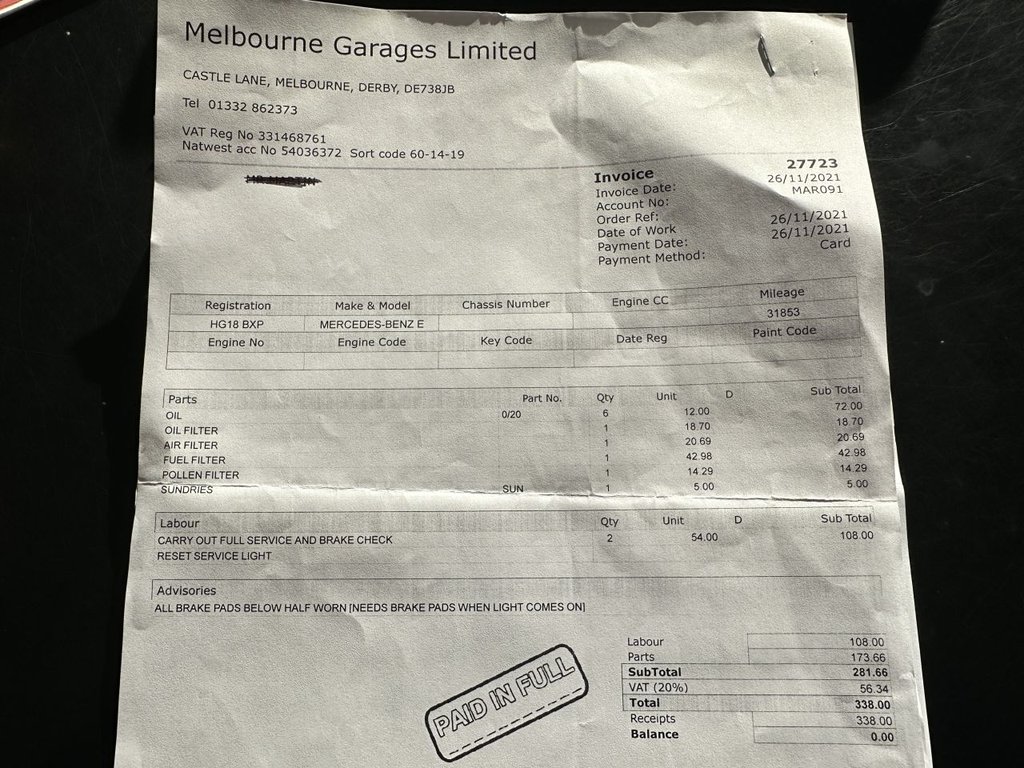 Melbourne Garages Limited
CASTLE LANE, MELBOURNE, DERBY, DE738JB
Tel 01332 862373
VAT Reg No 331468761
Natwest acc No 54036372 Sort code 60-14-19
Invoice 27723
Invoice Date: 26/11/2021
Account No: MAR091
Order Ref:
Date of Work 26/11/2021
Payment Date: 26/11/2021
Payment Method: Card
Registration Make & Model Chassis Number Engine CC Mileage
HG18 BXP MERCEDES-BENZ E 31853
Engine No Engine Code Key Code Date Reg Paint Code
Parts Part No. Qty Unit D Sub Total
OIL 0/20 6 12.00 72.00
OIL FILTER 1 18.70 18.70
AIR FILTER 1 20.69 20.69
FUEL FILTER 1 42.98 42.98
POLLEN FILTER 1 14.29 14.29
SUNDRIES SUN 1 5.00 5.00
Labour Qty Unit D Sub Total
CARRY OUT FULL SERVICE AND BRAKE CHECK 2 54.00 108.00
RESET SERVICE LIGHT
Advisories
ALL BRAKE PADS BELOW HALF WORN [NEEDS BRAKE PADS WHEN LIGHT COMES ON]
Labour 108.00
Parts 173.66
SubTotal 281.66
VAT (20%) 56.34
Total 338.00
Receipts 338.00
Balance 0.00
PAID IN FULL